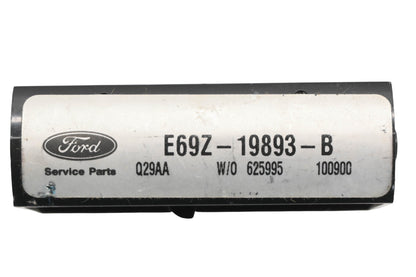 Ford
E69Z-19893-B
Service Parts
Q29AA W/O 625995 100900